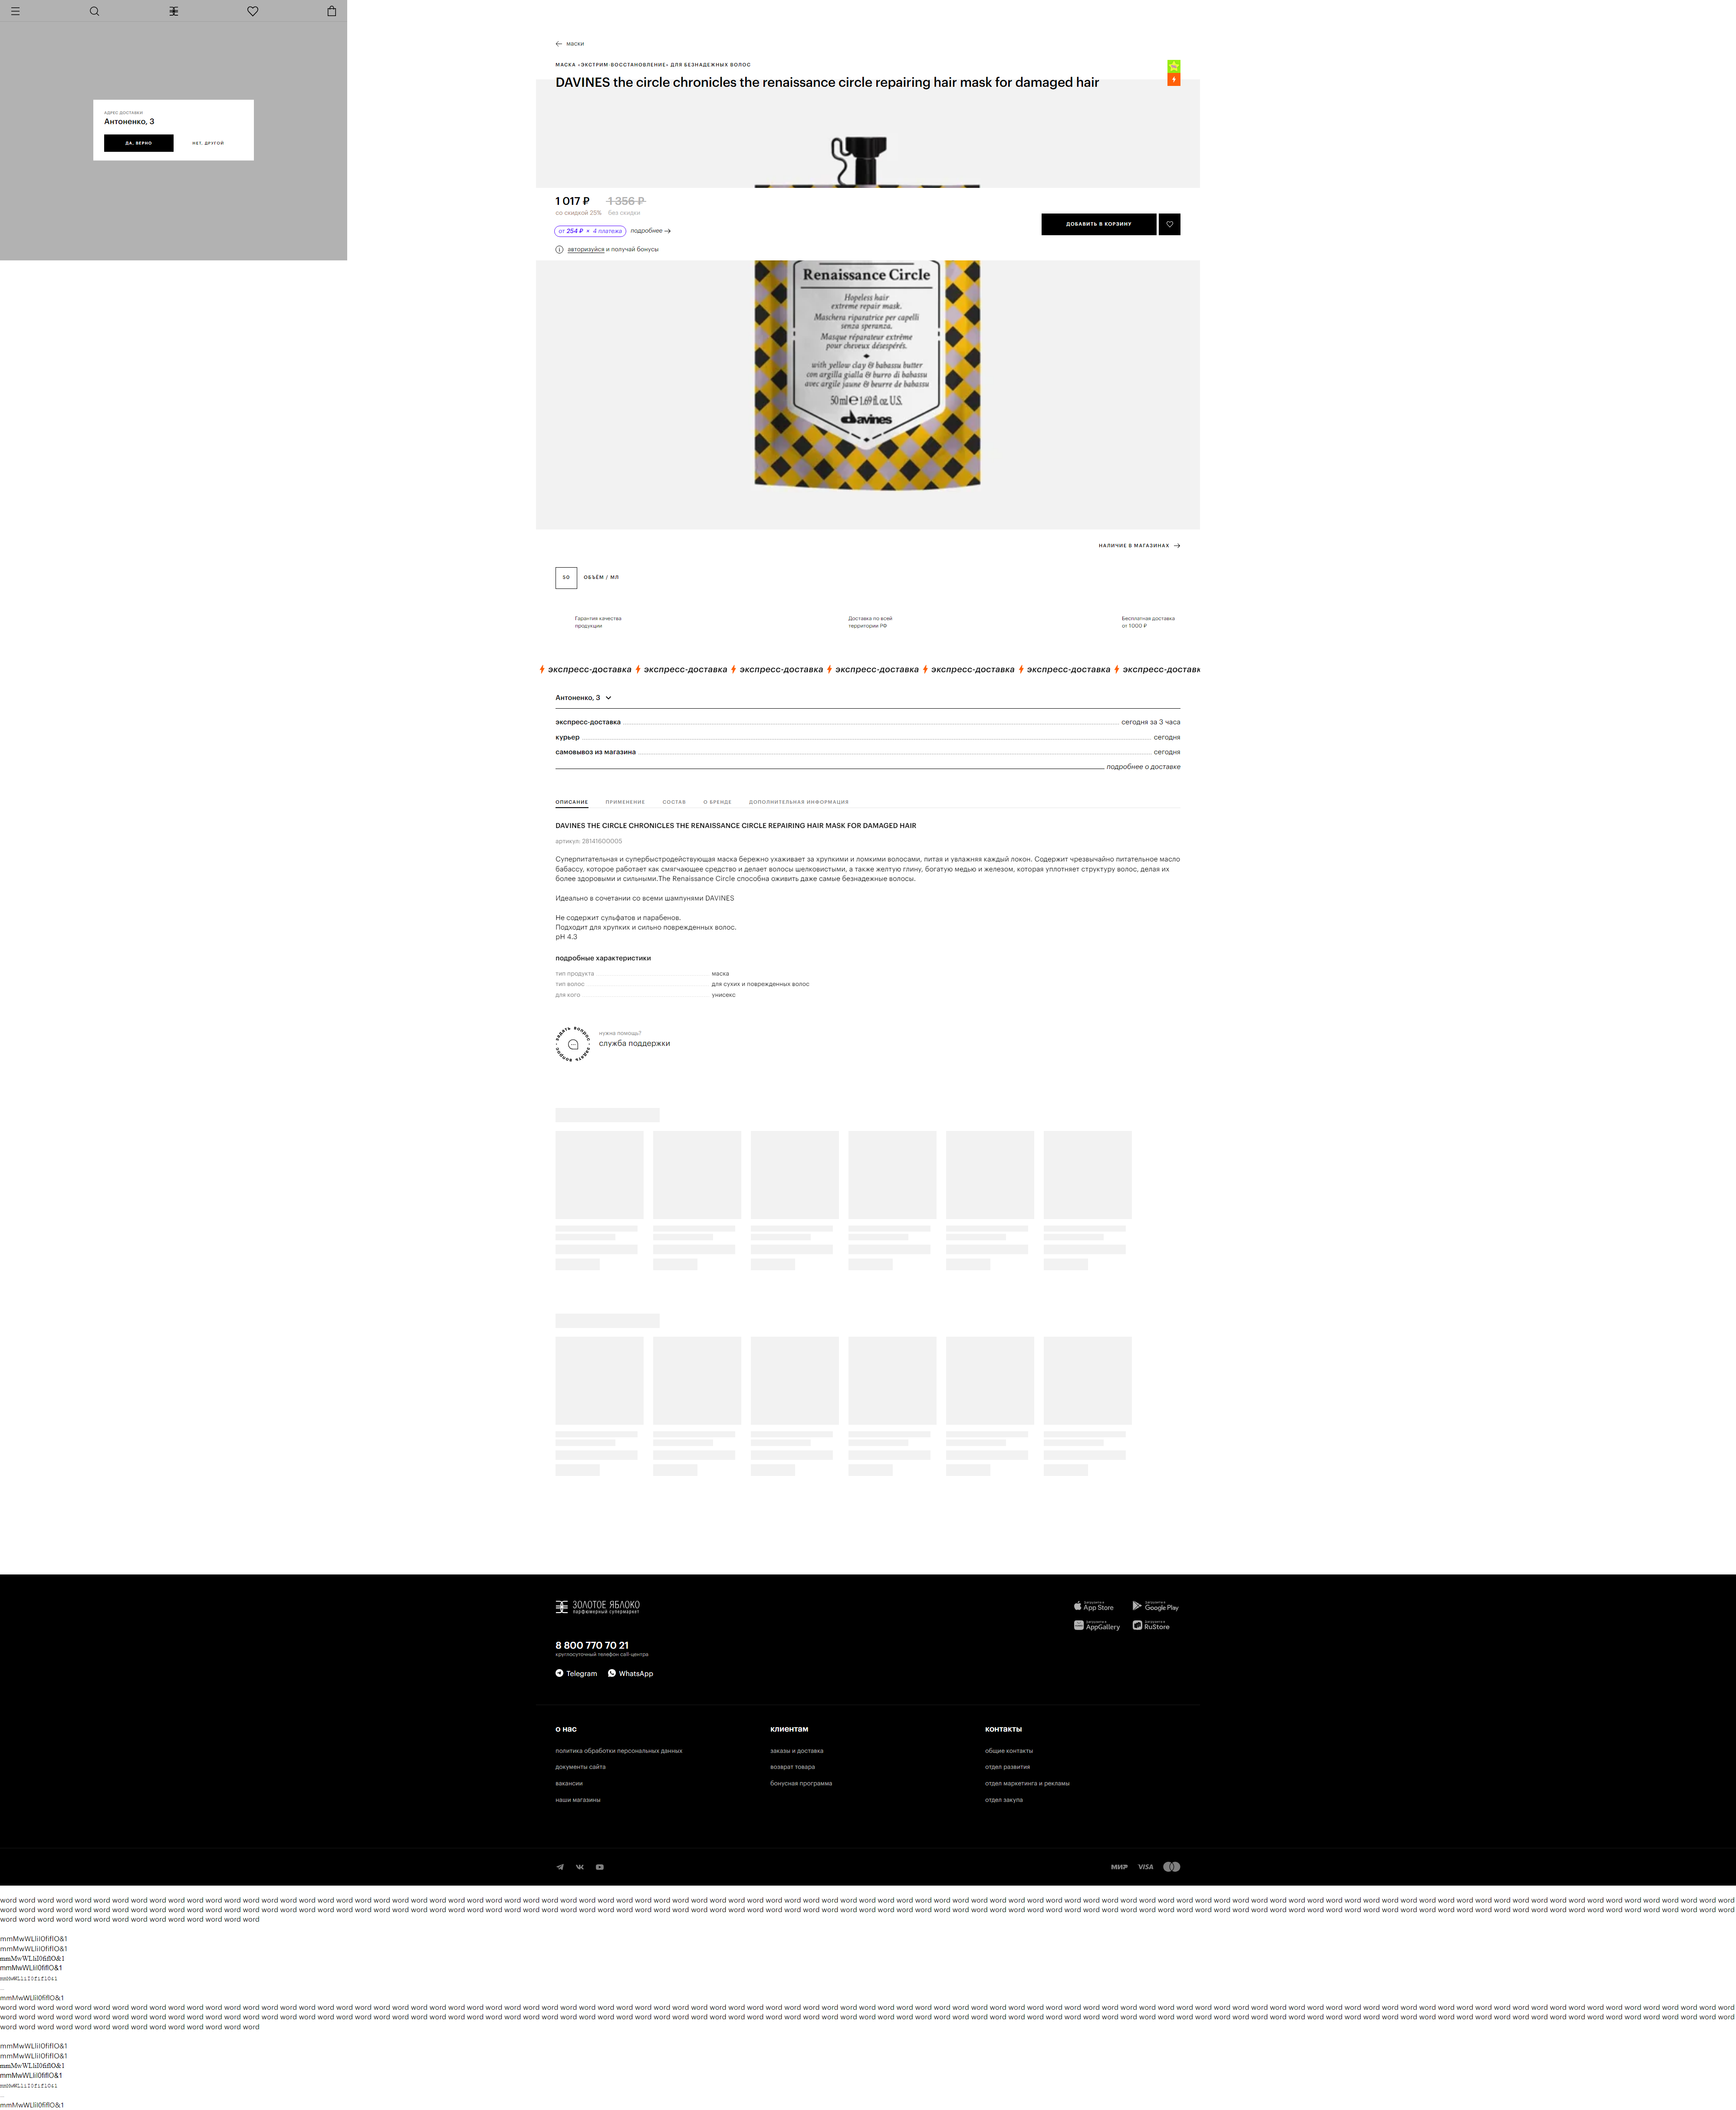 АДРЕС ДОСТАВКИ
Антоненко, 3
ДА, ВЕРНО
НЕТ, ДРУГОЙ
маски
МАСКА «ЭКСТРИМ-ВОССТАНОВЛЕНИЕ» ДЛЯ БЕЗНАДЕЖНЫХ ВОЛОС
DAVINES the circle chronicles the renaissance circle repairing hair mask for damaged hair
1 017 ₽ 1 356 ₽
со скидкой 25% без скидки
от 254 ₽ × 4 платежа подробнее
авторизуйся и получай бонусы
ДОБАВИТЬ В КОРЗИНУ
Renaissance Circle
Hopeless hair
extreme repair mask.
Maschera riparatrice per capelli
senza speranza.
Masque réparateur extrême
pour cheveux désespérés.
with yellow clay & babassu butter
con argilla gialla & burro di babassu
avec argile jaune & beurre de babassu
50 ml ℮ 1.69 fl. oz. U.S.
davines
НАЛИЧИЕ В МАГАЗИНАХ
50 ОБЪЁМ / МЛ
Гарантия качества
продукции
Доставка по всей
территории РФ
Бесплатная доставка
от 1000 ₽
экспресс-доставка экспресс-доставка экспресс-доставка экспресс-доставка экспресс-доставка экспресс-доставка экспресс-доставк
Антоненко, 3
экспресс-доставка сегодня за 3 часа
курьер сегодня
самовывоз из магазина сегодня
подробнее о доставке
ОПИСАНИЕ ПРИМЕНЕНИЕ СОСТАВ О БРЕНДЕ ДОПОЛНИТЕЛЬНАЯ ИНФОРМАЦИЯ
DAVINES THE CIRCLE CHRONICLES THE RENAISSANCE CIRCLE REPAIRING HAIR MASK FOR DAMAGED HAIR
артикул: 28141600005
Суперпитательная и супербыстродействующая маска бережно ухаживает за хрупкими и ломкими волосами, питая и увлажняя каждый локон. Содержит чрезвычайно питательное масло
бабассу, которое работает как смягчающее средство и делает волосы шелковистыми, а также желтую глину, богатую медью и железом, которая уплотняет структуру волос, делая их
более здоровыми и сильными.The Renaissance Circle способна оживить даже самые безнадежные волосы.
Идеально в сочетании со всеми шампунями DAVINES
Не содержит сульфатов и парабенов.
Подходит для хрупких и сильно поврежденных волос.
pH 4.3
подробные характеристики
тип продукта маска
тип волос для сухих и поврежденных волос
для кого унисекс
задать вопрос - задать вопрос -
нужна помощь?
служба поддержки
ЗОЛОТОЕ ЯБЛОКО
парфюмерный супермаркет
8 800 770 70 21
круглосуточный телефон call-центра
Telegram WhatsApp
App Store Google Play
AppGallery RuStore
о нас
политика обработки персональных данных
документы сайта
вакансии
наши магазины
клиентам
заказы и доставка
возврат товара
бонусная программа
контакты
общие контакты
отдел развития
отдел маркетинга и рекламы
отдел закупа
МИР VISA
word word word word word word word word word word word word word word word word word word word word word word word word word word word word word word word word word word word word word word word word word word word word word word word word word word word word word word word word word word word word word word word word word word word word word word word word word word word word word word word word word word word word word word word word word word word word
word word word word word word word word word word word word word word word word word word word word word word word word word word word word word word word word word word word word word word word word word word word word word word word word word word word word word word word word word word word word word word word word word word word word word word word word word word word word word word word word word word word word word word word word word word word word
word word word word word word word word word word word word word word
mmMwWLliI0fiflO&1
mmMwWLliI0fiflO&1
mmMwWLliI0fiflO&1
mmMwWLliI0fiflO&1
mmMwWLliI0fiflO&1
mmMwWLliI0fiflO&1
word word word word word word word word word word word word word word word word word word word word word word word word word word word word word word word word word word word word word word word word word word word word word word word word word word word word word word word word word word word word word word word word word word word word word word word word word word word word word word word word word word word word word word word word word word word word
word word word word word word word word word word word word word word word word word word word word word word word word word word word word word word word word word word word word word word word word word word word word word word word word word word word word word word word word word word word word word word word word word word word word word word word word word word word word word word word word word word word word word word word word word word word word
word word word word word word word word word word word word word word
mmMwWLliI0fiflO&1
mmMwWLliI0fiflO&1
mmMwWLliI0fiflO&1
mmMwWLliI0fiflO&1
mmMwWLliI0fiflO&1
mmMwWLliI0fiflO&1